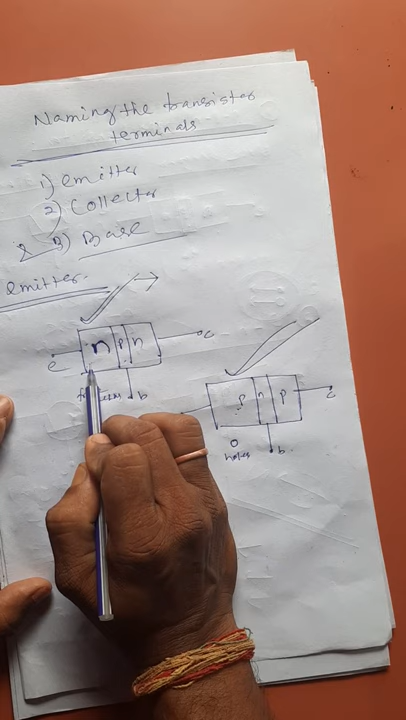 Naming the transistor
terminals
1) emitter
2) Collector
& 3) Base
emitter.
n p n
e
c
b
p n p
c
o
holes
b